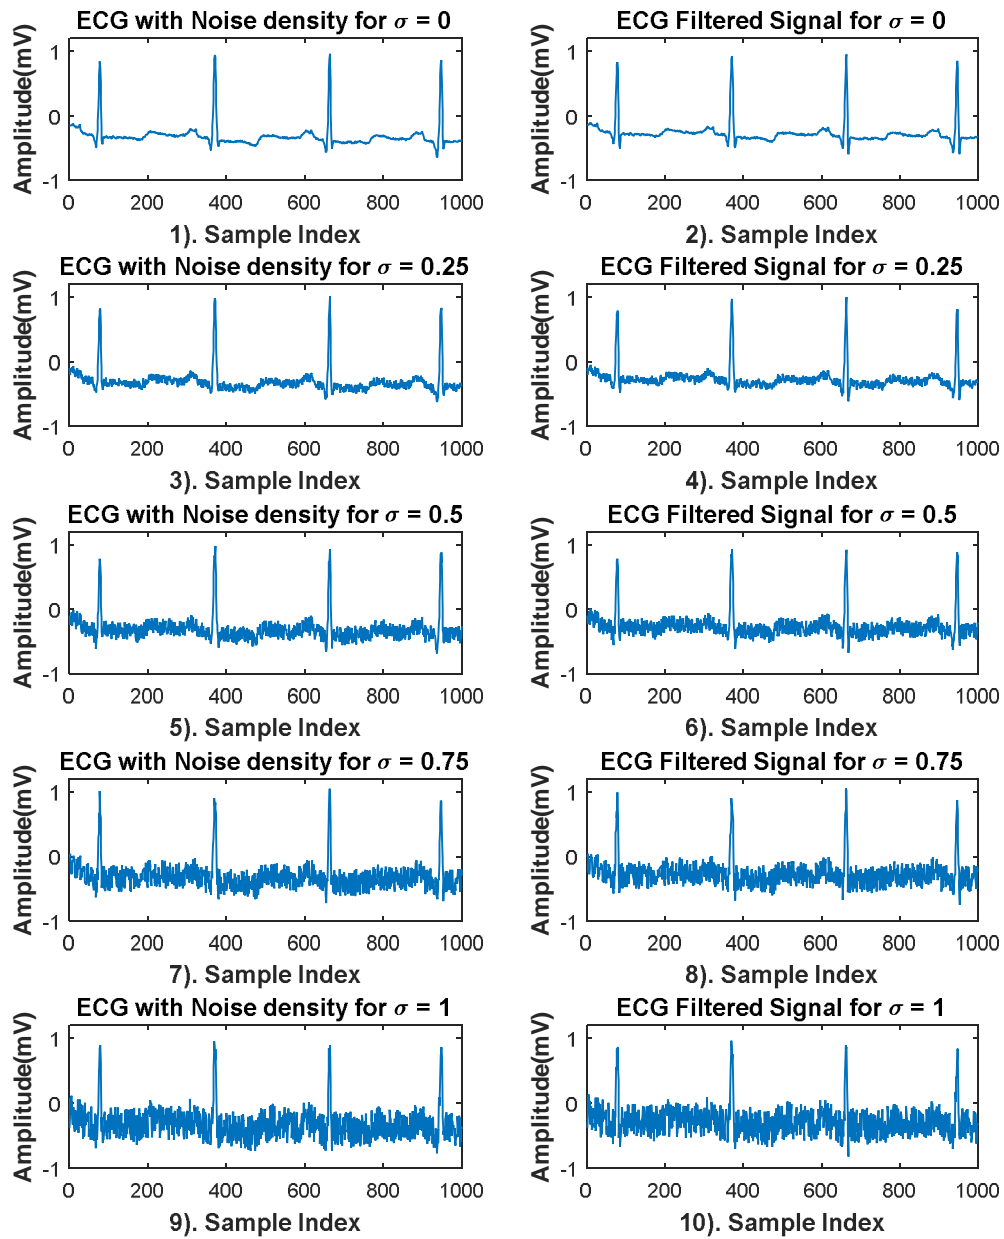 ECG with Noise density for σ = 0
Amplitude(mV)
1
0
-1
0 200 400 600 800 1000
1). Sample Index
ECG Filtered Signal for σ = 0
Amplitude(mV)
1
0
-1
0 200 400 600 800 1000
2). Sample Index
ECG with Noise density for σ = 0.25
Amplitude(mV)
1
0
-1
0 200 400 600 800 1000
3). Sample Index
ECG Filtered Signal for σ = 0.25
Amplitude(mV)
1
0
-1
0 200 400 600 800 1000
4). Sample Index
ECG with Noise density for σ = 0.5
Amplitude(mV)
1
0
-1
0 200 400 600 800 1000
5). Sample Index
ECG Filtered Signal for σ = 0.5
Amplitude(mV)
1
0
-1
0 200 400 600 800 1000
6). Sample Index
ECG with Noise density for σ = 0.75
Amplitude(mV)
1
0
-1
0 200 400 600 800 1000
7). Sample Index
ECG Filtered Signal for σ = 0.75
Amplitude(mV)
1
0
-1
0 200 400 600 800 1000
8). Sample Index
ECG with Noise density for σ = 1
Amplitude(mV)
1
0
-1
0 200 400 600 800 1000
9). Sample Index
ECG Filtered Signal for σ = 1
Amplitude(mV)
1
0
-1
0 200 400 600 800 1000
10). Sample Index